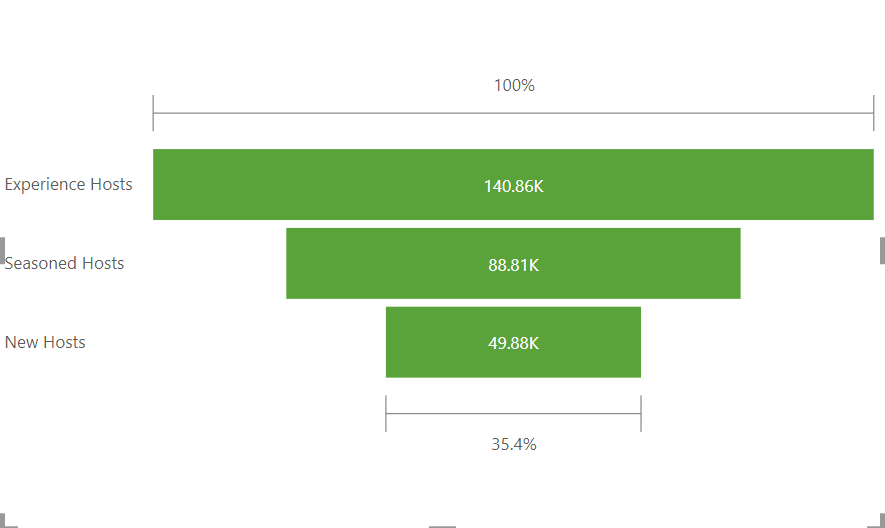 100%
Experience Hosts
140.86K
Seasoned Hosts
88.81K
New Hosts
49.88K
35.4%